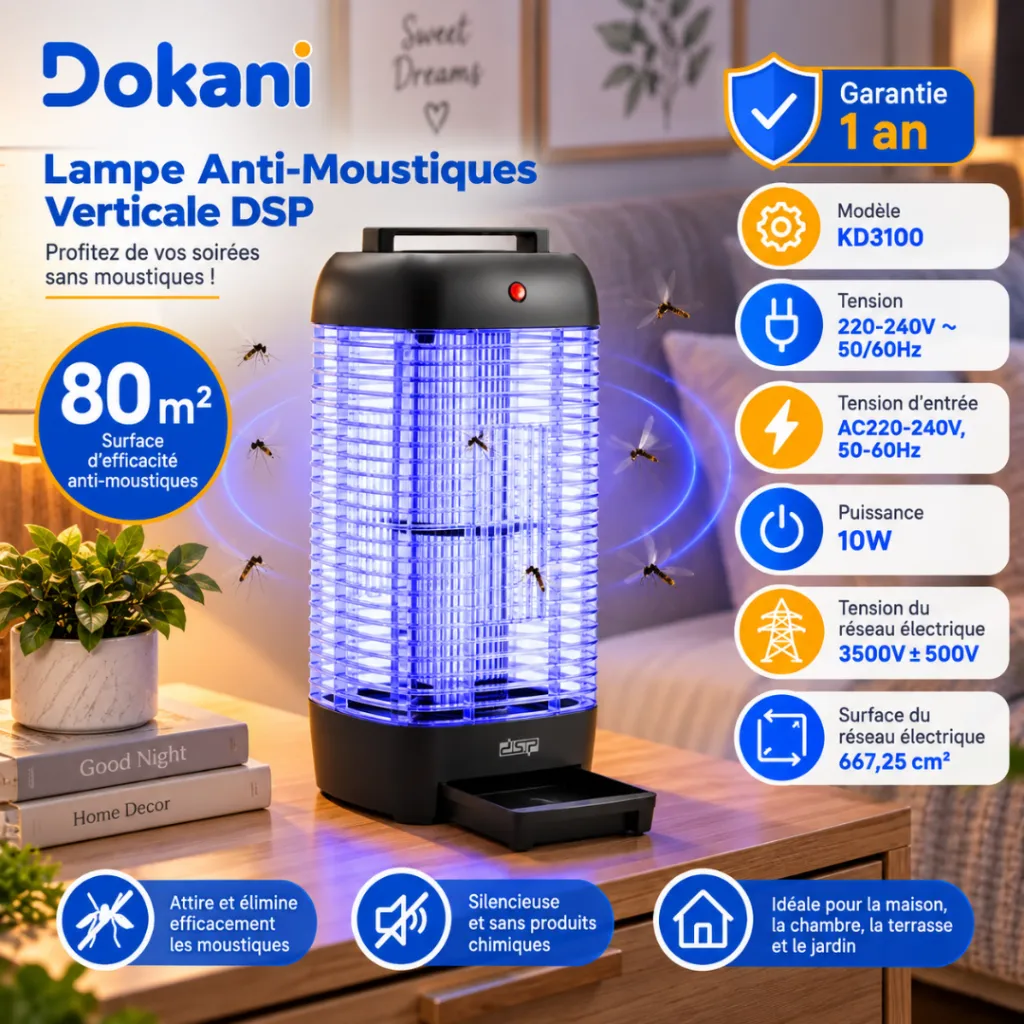 Dokani
Sweet
Dreams
Lampe Anti-Moustiques
Verticale DSP
Profitez de vos soirées
sans moustiques !
80 m²
Surface
d'efficacité
anti-moustiques
Garantie
1 an
Modèle
KD3100
Tension
220-240V ~
50/60Hz
Tension d'entrée
AC220-240V,
50-60Hz
Puissance
10W
Tension du
réseau électrique
3500V ± 500V
Surface du
réseau électrique
667,25 cm²
dsp
Good Night
Home Decor
Attire et élimine
efficacement
les moustiques
Silencieuse
et sans produits
chimiques
Idéale pour la maison,
la chambre, la terrasse
et le jardin